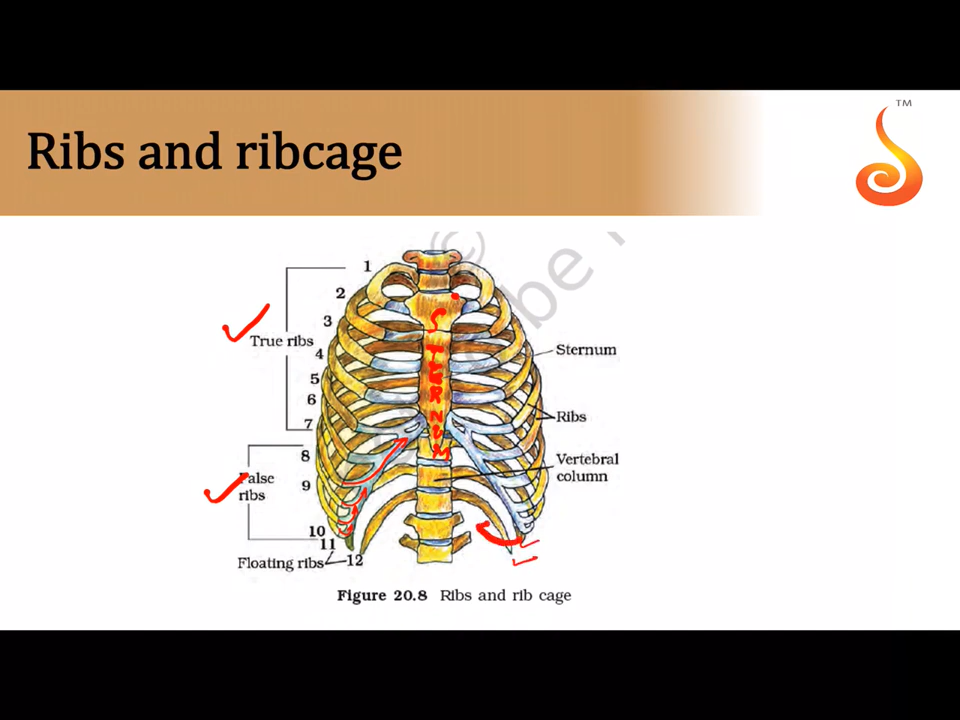 Ribs and ribcage
TM
©
be
1
2
3
True ribs
4
5
6
7
8
False
ribs
9
10
11
Floating ribs
12
STERNUM
Sternum
Ribs
Vertebral
column
Figure 20.8 Ribs and rib cage